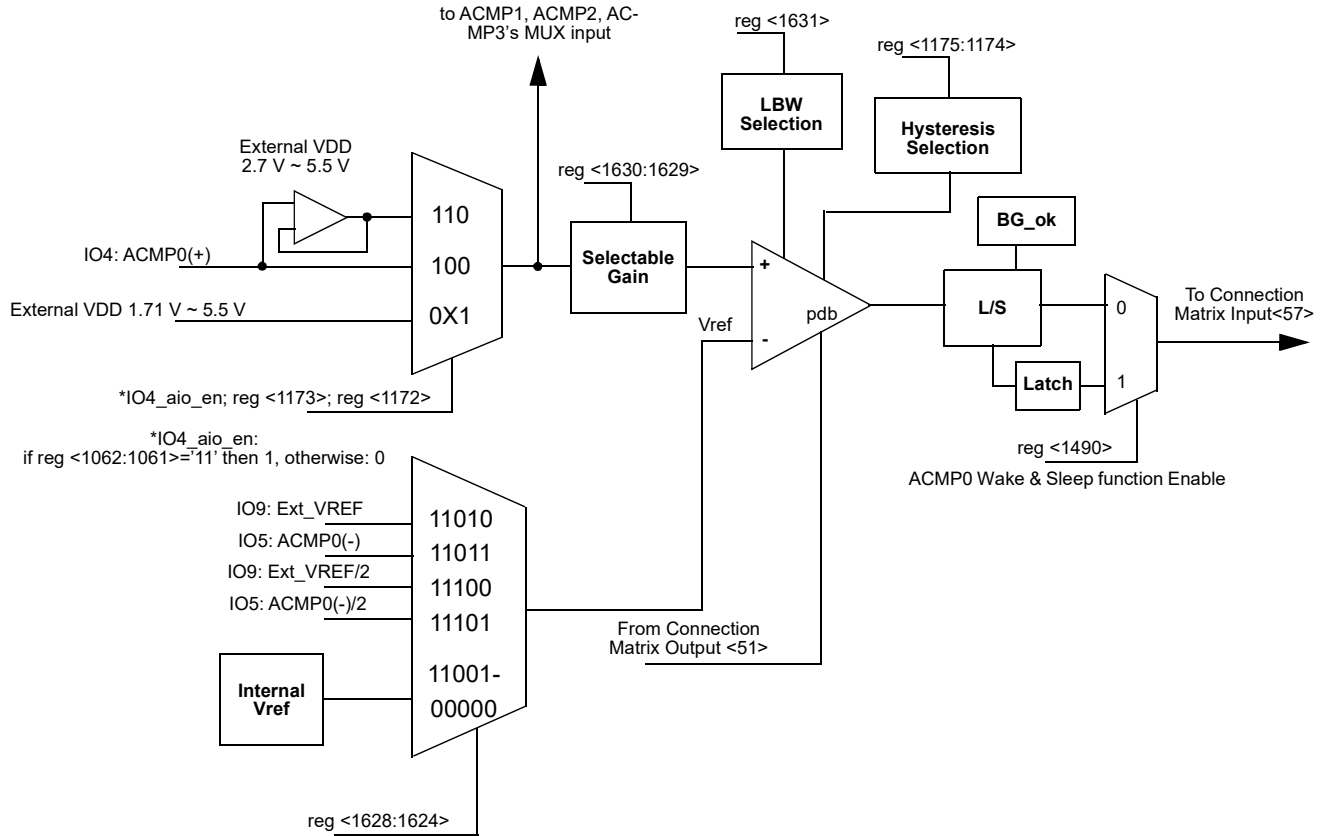 to ACMP1, ACMP2, AC-
MP3's MUX input
reg <1631>
reg <1175:1174>
LBW
Selection
Hysteresis
Selection
External VDD
2.7 V ~ 5.5 V
reg <1630:1629>
110
BG_ok
IO4: ACMP0(+)
100
Selectable
Gain
+
External VDD 1.71 V ~ 5.5 V
0X1
Vref
-
pdb
L/S
0
To Connection
Matrix Input<57>
Latch
1
*IO4_aio_en; reg <1173>; reg <1172>
*IO4_aio_en:
if reg <1062:1061>='11' then 1, otherwise: 0
reg <1490>
ACMP0 Wake & Sleep function Enable
IO9: Ext_VREF
11010
IO5: ACMP0(-)
11011
IO9: Ext_VREF/2
11100
IO5: ACMP0(-)/2
11101
From Connection
Matrix Output <51>
Internal
Vref
11001-
00000
reg <1628:1624>